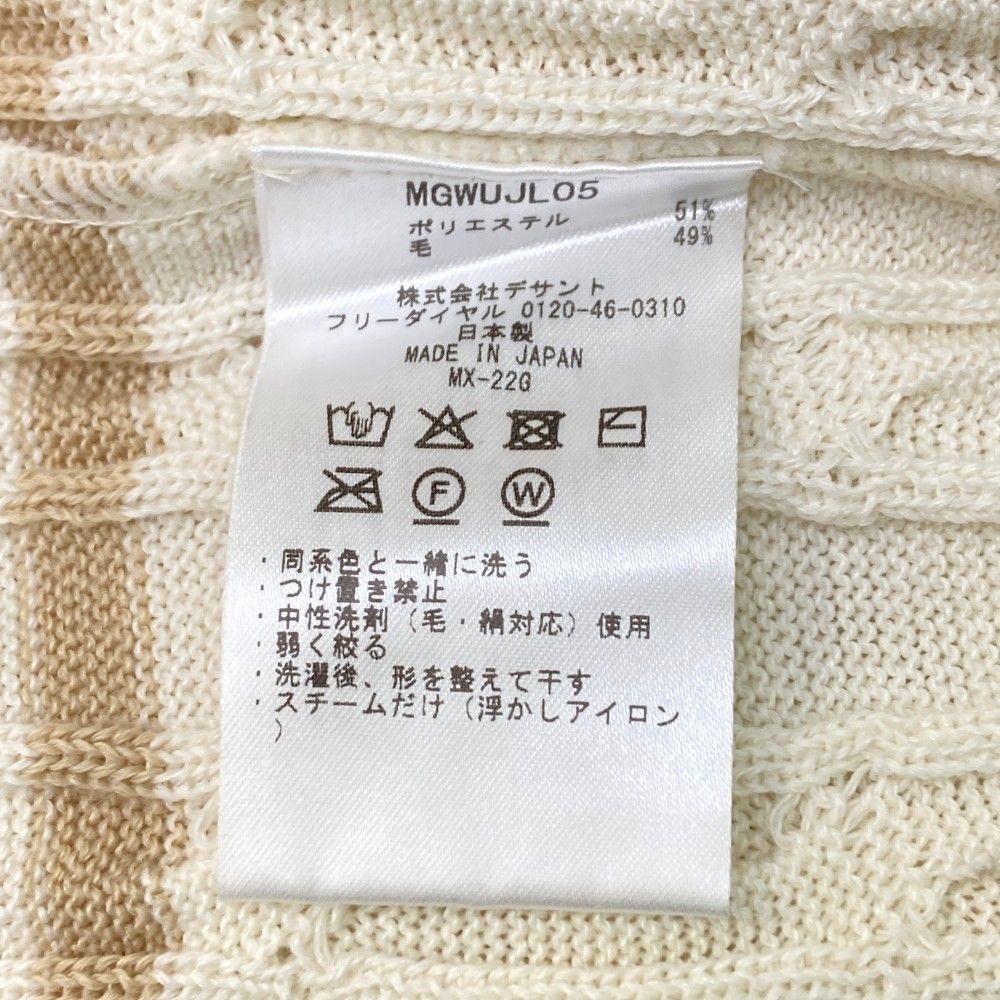 MGWUJL05
ポリエステル 51%
毛 49%
株式会社デサント
フリーダイヤル 0120-46-0310
日本製
MADE IN JAPAN
MX-22G
F W
・同系色と一緒に洗う
・つけ置き禁止
・中性洗剤（毛・絹対応）使用
・弱く絞る
・洗濯後、形を整えて干す
・スチームだけ（浮かしアイロン
）